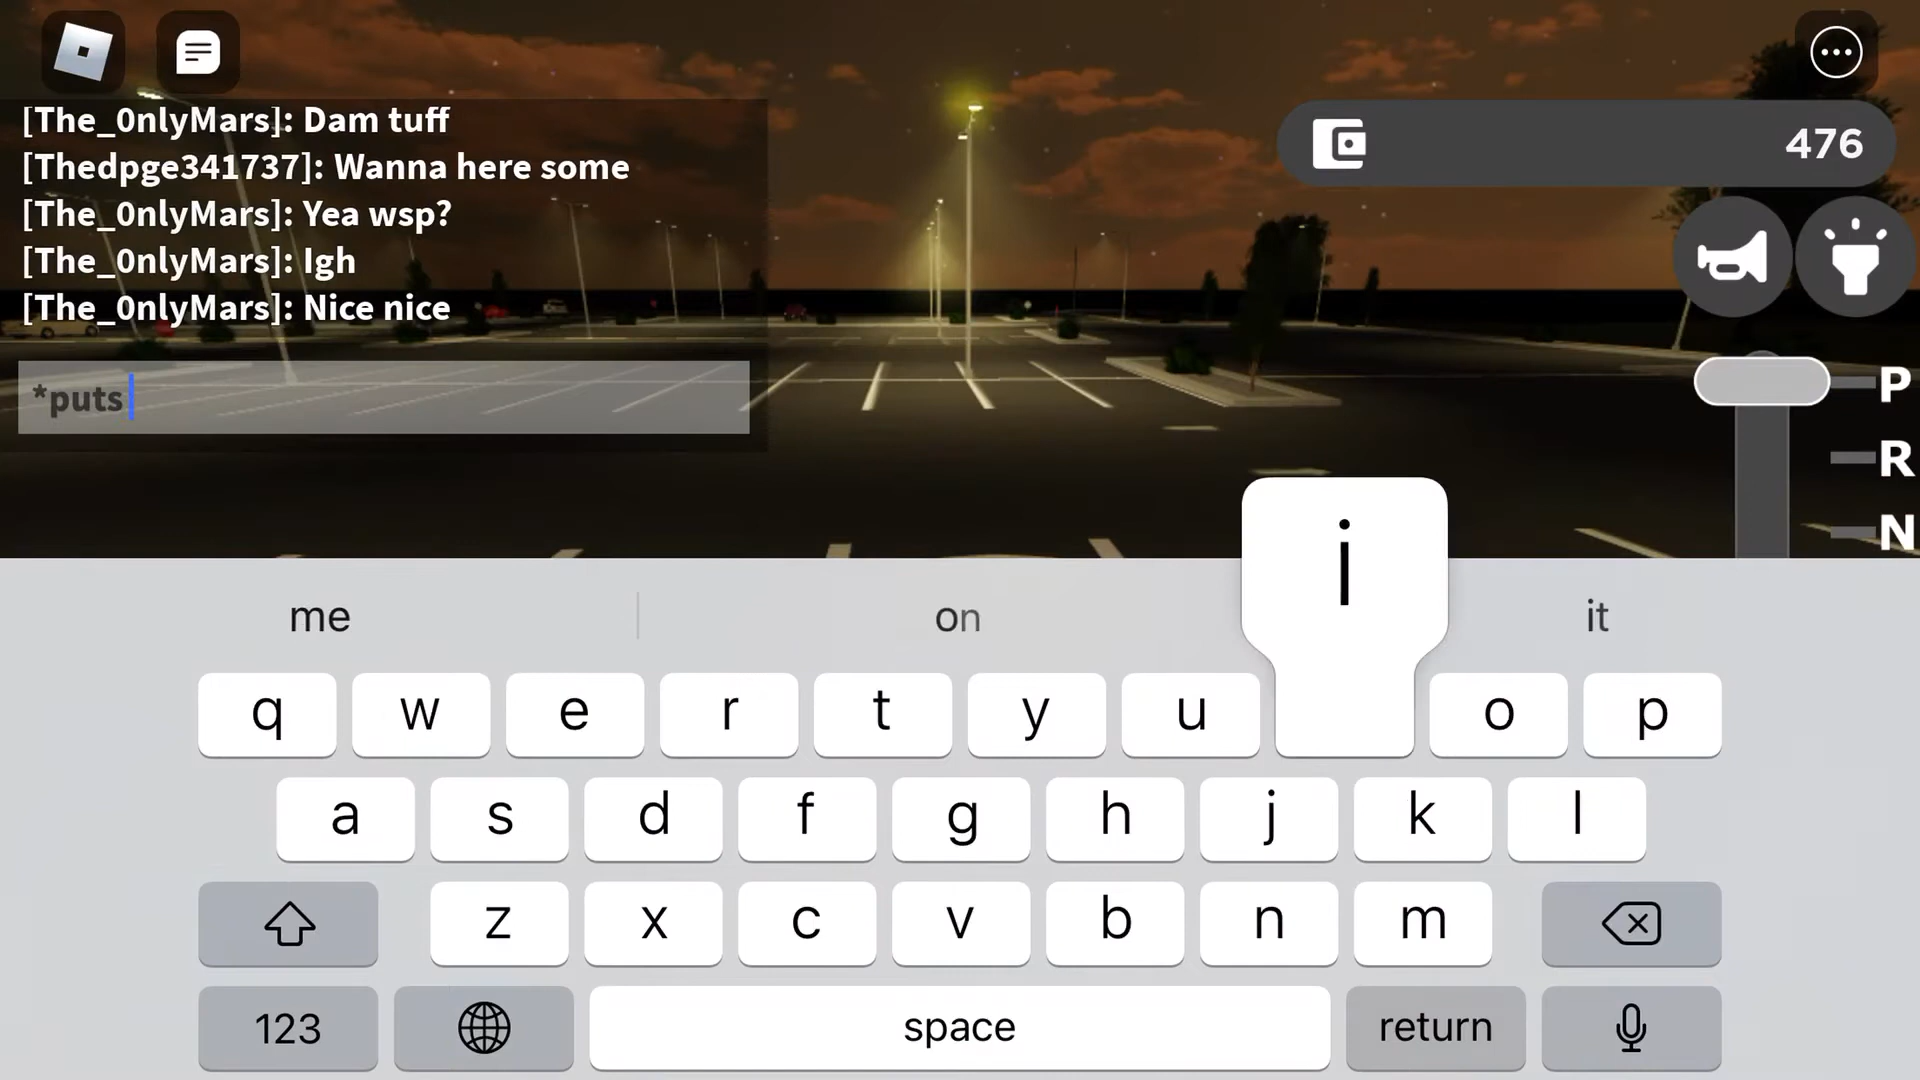 [The_0nlyMars]: Dam tuff
[Thedpge341737]: Wanna here some
[The_0nlyMars]: Yea wsp?
[The_0nlyMars]: Igh
[The_0nlyMars]: Nice nice
*puts
476
P
R
N
i
me on it
q w e r t y u o p
a s d f g h j k l
z x c v b n m
123 space return